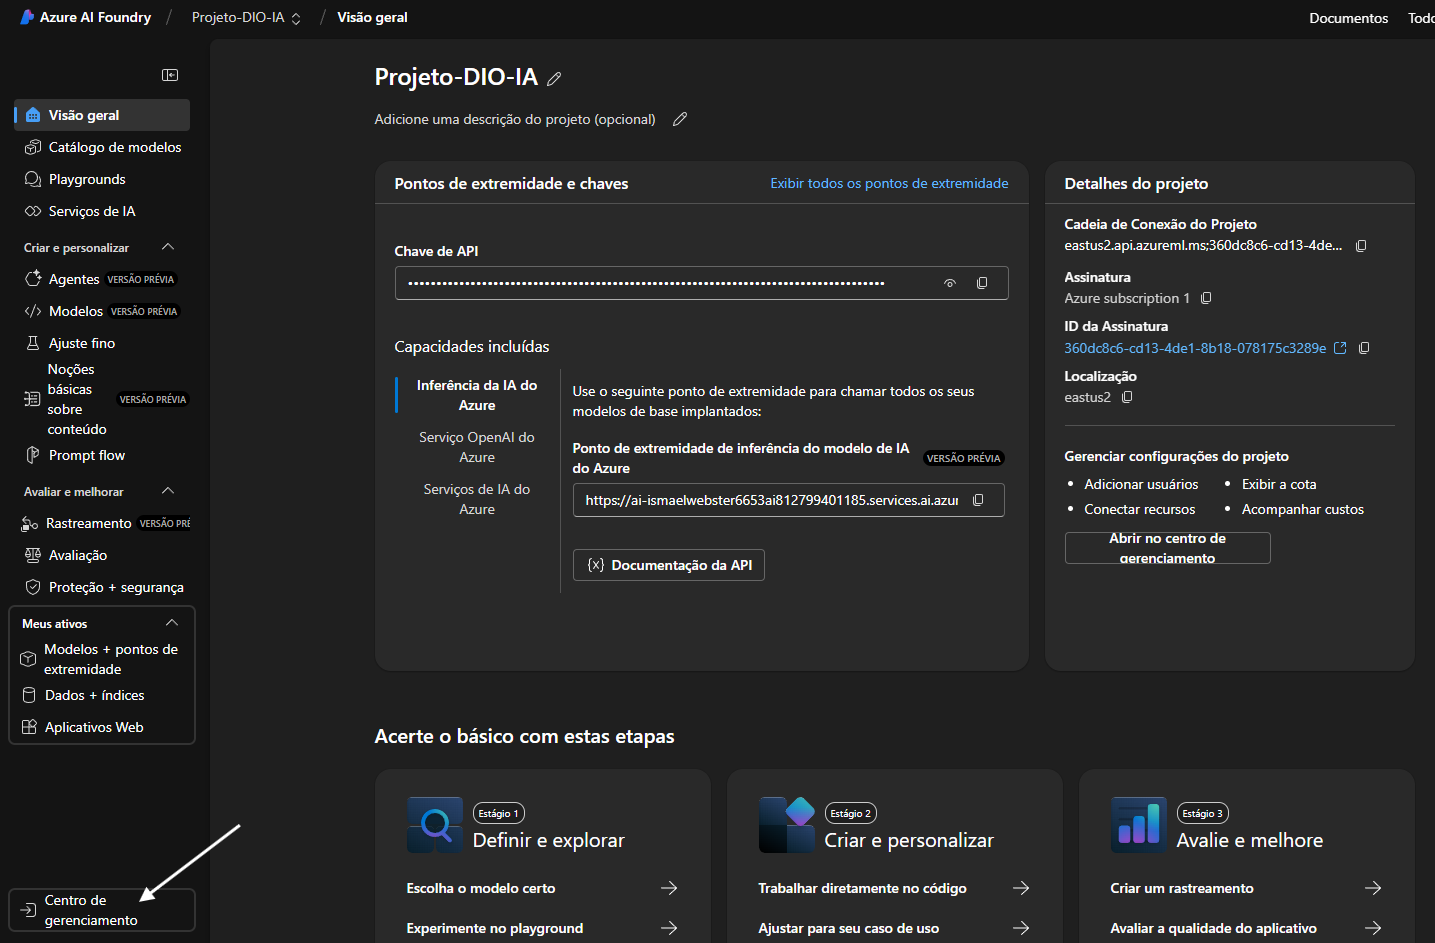 Azure AI Foundry / Projeto-DIO-IA / Visão geral
Documentos
Visão geral
Catálogo de modelos
Playgrounds
Serviços de IA
Criar e personalizar
Agentes VERSÃO PRÉVIA
Modelos VERSÃO PRÉVIA
Ajuste fino
Noções
básicas
sobre
conteúdo
VERSÃO PRÉVIA
Prompt flow
Avaliar e melhorar
Rastreamento VERSÃO PRÉ
Avaliação
Proteção + segurança
Meus ativos
Modelos + pontos de
extremidade
Dados + índices
Aplicativos Web
Centro de
gerenciamento
Projeto-DIO-IA
Adicione uma descrição do projeto (opcional)
Pontos de extremidade e chaves
Exibir todos os pontos de extremidade
Chave de API
Capacidades incluídas
Inferência da IA do
Azure
Serviço OpenAI do
Azure
Serviços de IA do
Azure
Use o seguinte ponto de extremidade para chamar todos os seus
modelos de base implantados:
Ponto de extremidade de inferência do modelo de IA
do Azure
VERSÃO PRÉVIA
https://ai-ismaelwebster6653ai812799401185.services.ai.azur
{x} Documentação da API
Detalhes do projeto
Cadeia de Conexão do Projeto
eastus2.api.azureml.ms;360dc8c6-cd13-4de...
Assinatura
Azure subscription 1
ID da Assinatura
360dc8c6-cd13-4de1-8b18-078175c3289e
Localização
eastus2
Gerenciar configurações do projeto
• Adicionar usuários
• Exibir a cota
• Conectar recursos
• Acompanhar custos
Abrir no centro de
gerenciamento
Acerte o básico com estas etapas
Estágio 1
Definir e explorar
Escolha o modelo certo
Experimente no playground
Estágio 2
Criar e personalizar
Trabalhar diretamente no código
Ajustar para seu caso de uso
Estágio 3
Avalie e melhore
Criar um rastreamento
Avaliar a qualidade do aplicativo